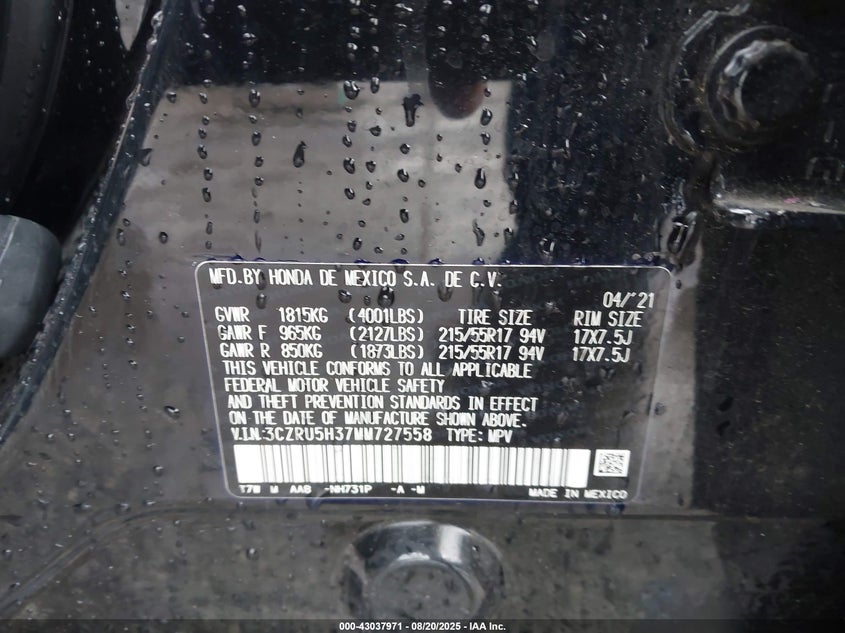 MFD.BY HONDA DE MEXICO S.A. DE C.V.
04/'21
GVWR 1815KG (4001LBS) TIRE SIZE RIM SIZE
GAWR F 965KG (2127LBS) 215/55R17 94V 17X7.5J
GAWR R 850KG (1873LBS) 215/55R17 94V 17X7.5J
THIS VEHICLE CONFORMS TO ALL APPLICABLE
FEDERAL MOTOR VEHICLE SAFETY
AND THEFT PREVENTION STANDARDS IN EFFECT
ON THE DATE OF MANUFACTURE SHOWN ABOVE.
V.I.N:3CZRU5H37MM727558 TYPE: MPV
T7W M AAB -NH731P -A -M
MADE IN MEXICO
000-43037971 - 08/20/2025 - IAA Inc.